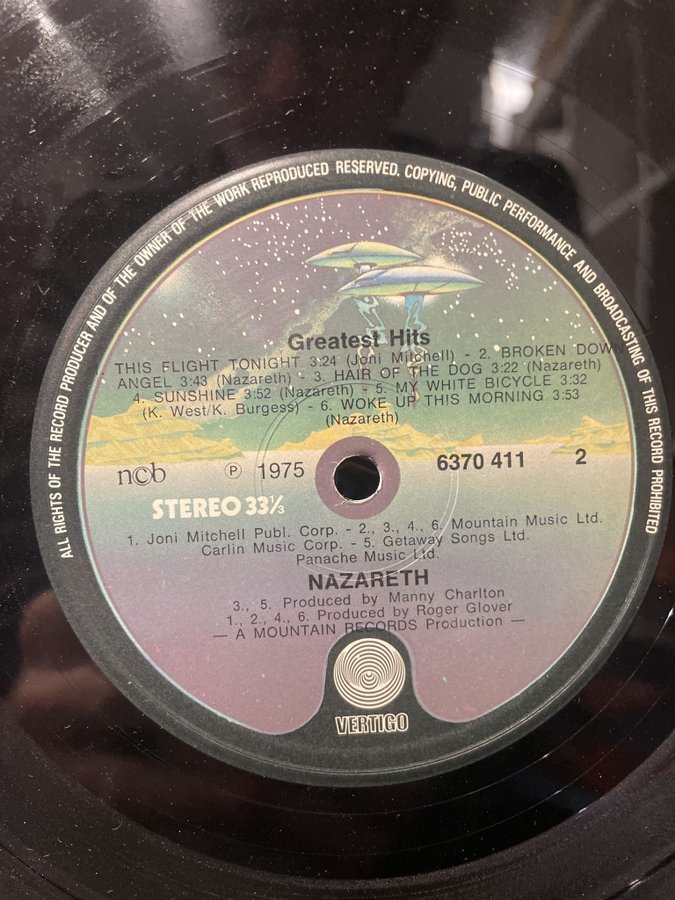 ALL RIGHTS OF THE RECORD PRODUCER AND OF THE OWNER OF THE WORK REPRODUCED RESERVED. COPYING, PUBLIC PERFORMANCE AND BROADCASTING OF THIS RECORD PROHIBITED
Greatest Hits
THIS FLIGHT TONIGHT 3:24 (Joni Mitchell) - 2. BROKEN DOWN
ANGEL 3:43 (Nazareth) - 3. HAIR OF THE DOG 3:22 (Nazareth)
4. SUNSHINE 3:52 (Nazareth) - 5. MY WHITE BICYCLE 3:32
(K. West/K. Burgess) - 6. WOKE UP THIS MORNING 3:53
(Nazareth)
ncb ℗ 1975 6370 411 2
STEREO 33⅓
1. Joni Mitchell Publ. Corp. - 2., 3., 4., 6. Mountain Music Ltd.
Carlin Music Corp. - 5. Getaway Songs Ltd.
Panache Music Ltd.
NAZARETH
3., 5. Produced by Manny Charlton
1., 2., 4., 6. Produced by Roger Glover
— A MOUNTAIN RECORDS Production —
VERTIGO